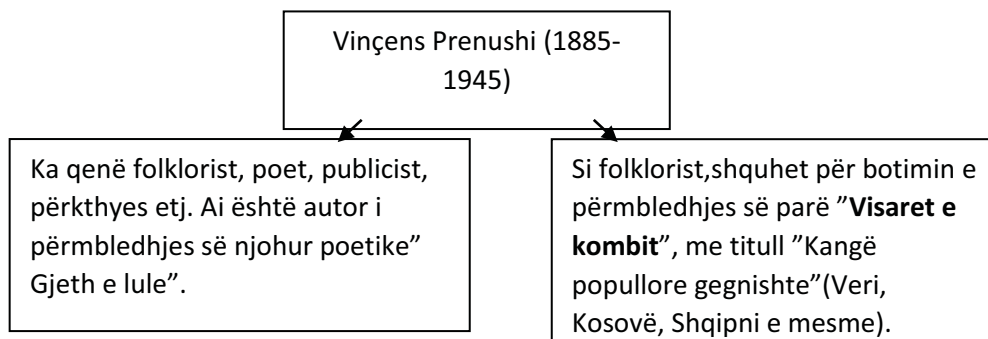 Vinçens Prenushi (1885-
1945)
Ka qenë folklorist, poet, publicist,
përkthyes etj. Ai është autor i
përmbledhjes së njohur poetike”
Gjeth e lule”.
Si folklorist,shquhet për botimin e
përmbledhjes së parë ”Visaret e
kombit”, me titull ”Kangë
popullore gegnishte”(Veri,
Kosovë, Shqipni e mesme).